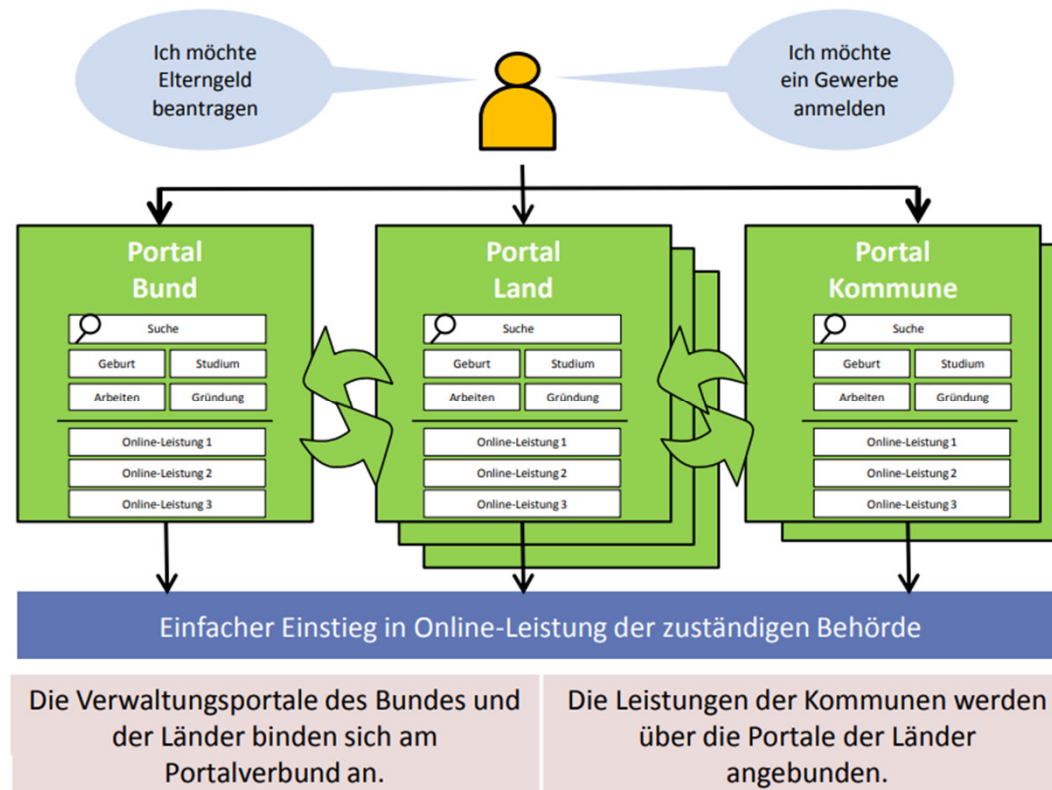 Ich möchte
Elterngeld
beantragen
Ich möchte
ein Gewerbe
anmelden
Portal
Bund
Suche
Geburt
Studium
Arbeiten
Gründung
Online-Leistung 1
Online-Leistung 2
Online-Leistung 3
Portal
Land
Suche
Geburt
Studium
Arbeiten
Gründung
Online-Leistung 1
Online-Leistung 2
Online-Leistung 3
Portal
Kommune
Suche
Geburt
Studium
Arbeiten
Gründung
Online-Leistung 1
Online-Leistung 2
Online-Leistung 3
Einfacher Einstieg in Online-Leistung der zuständigen Behörde
Die Verwaltungsportale des Bundes und
der Länder binden sich am
Portalverbund an.
Die Leistungen der Kommunen werden
über die Portale der Länder
angebunden.